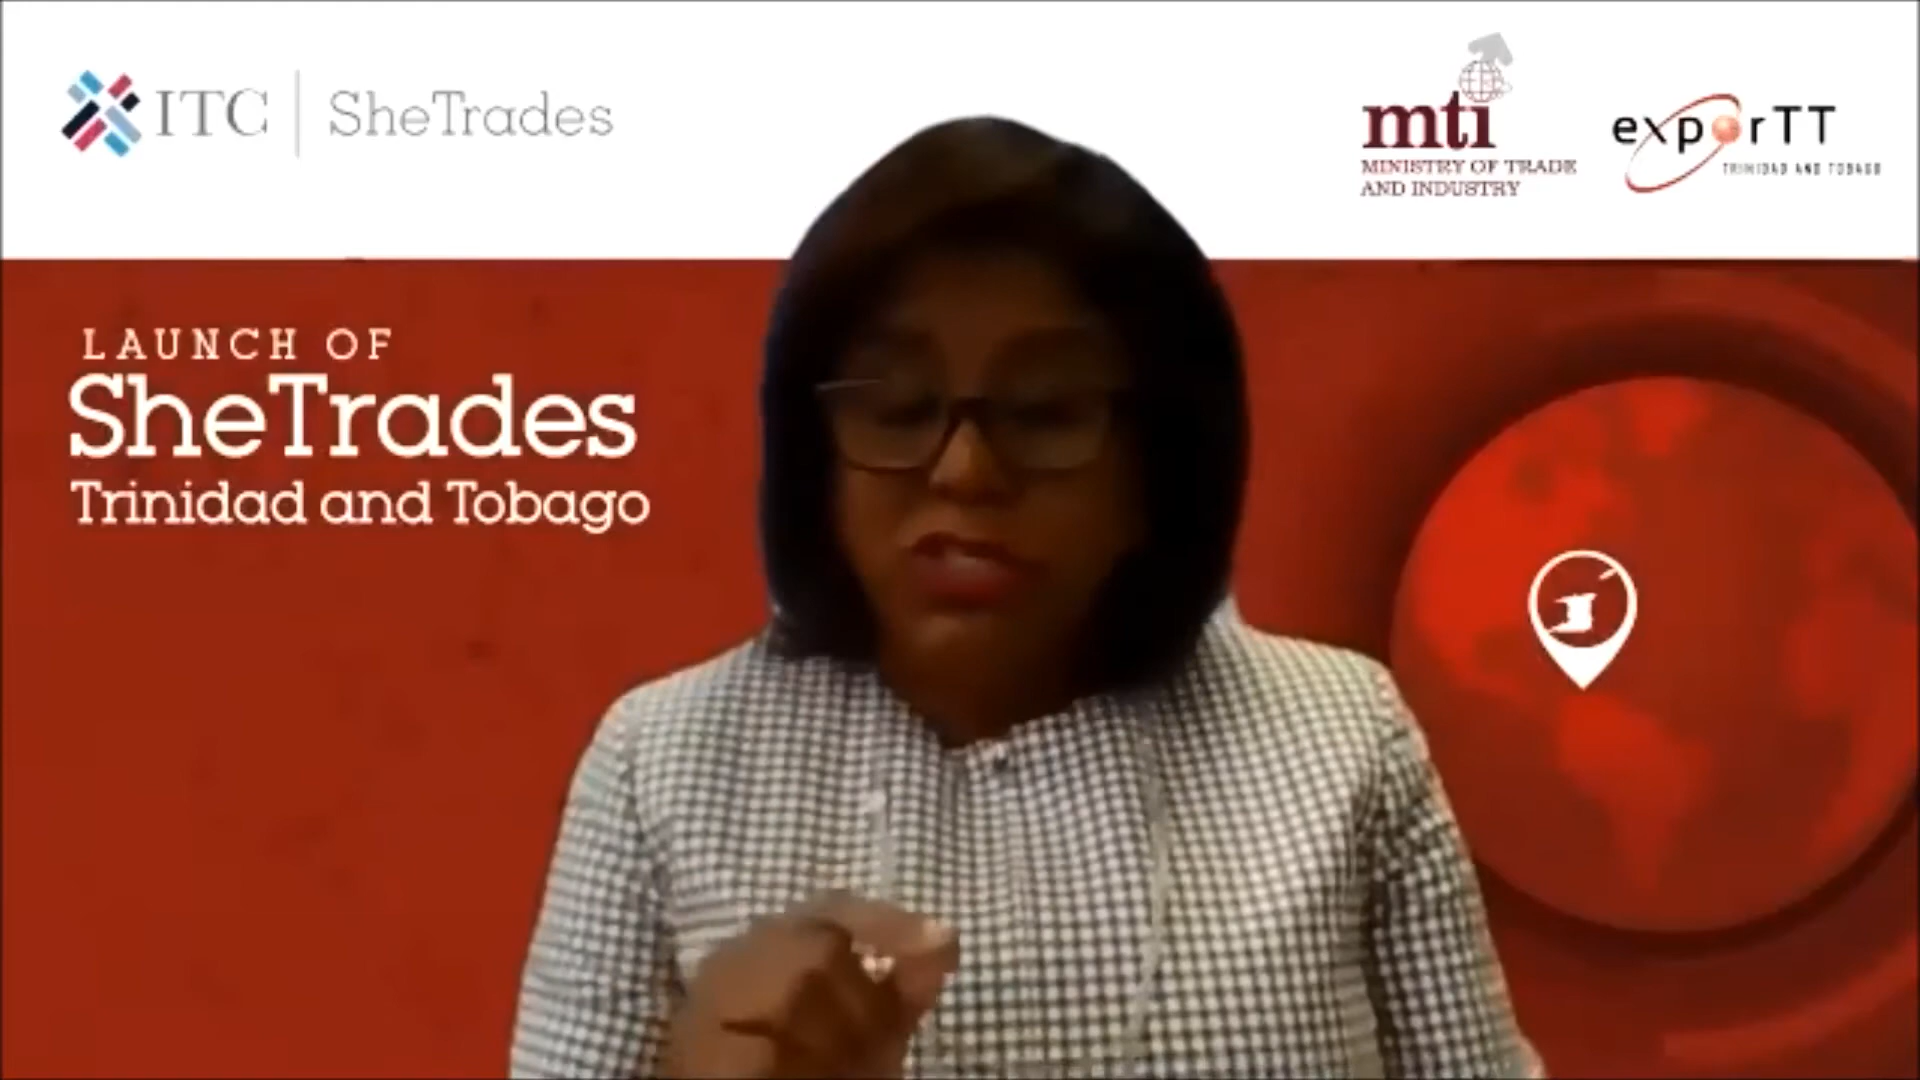 ITC | SheTrades
mti
MINISTRY OF TRADE
AND INDUSTRY
exporTT
TRINIDAD AND TOBAGO
LAUNCH OF
SheTrades
Trinidad and Tobago